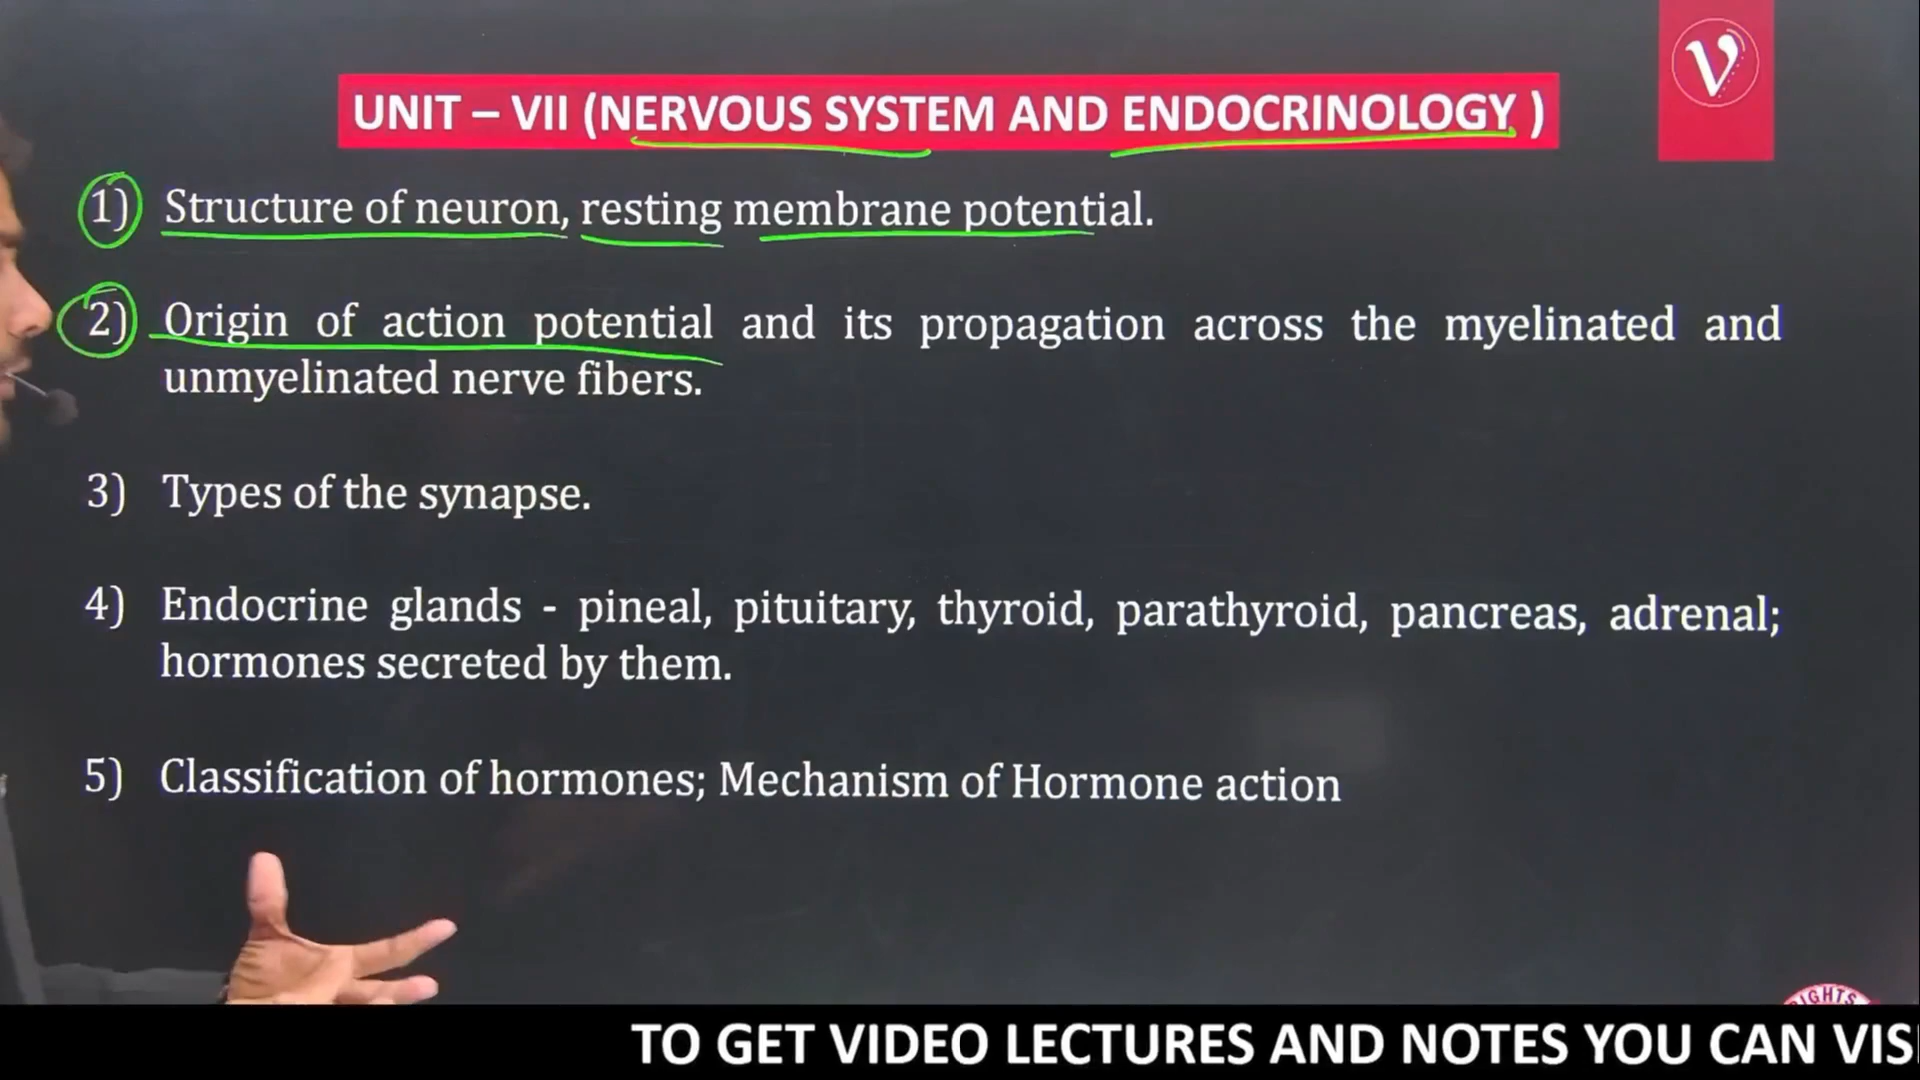 V
UNIT – VII (NERVOUS SYSTEM AND ENDOCRINOLOGY )
1) Structure of neuron, resting membrane potential.
2) Origin of action potential and its propagation across the myelinated and
unmyelinated nerve fibers.
3) Types of the synapse.
4) Endocrine glands - pineal, pituitary, thyroid, parathyroid, pancreas, adrenal;
hormones secreted by them.
5) Classification of hormones; Mechanism of Hormone action
IGHTS
TO GET VIDEO LECTURES AND NOTES YOU CAN VIS